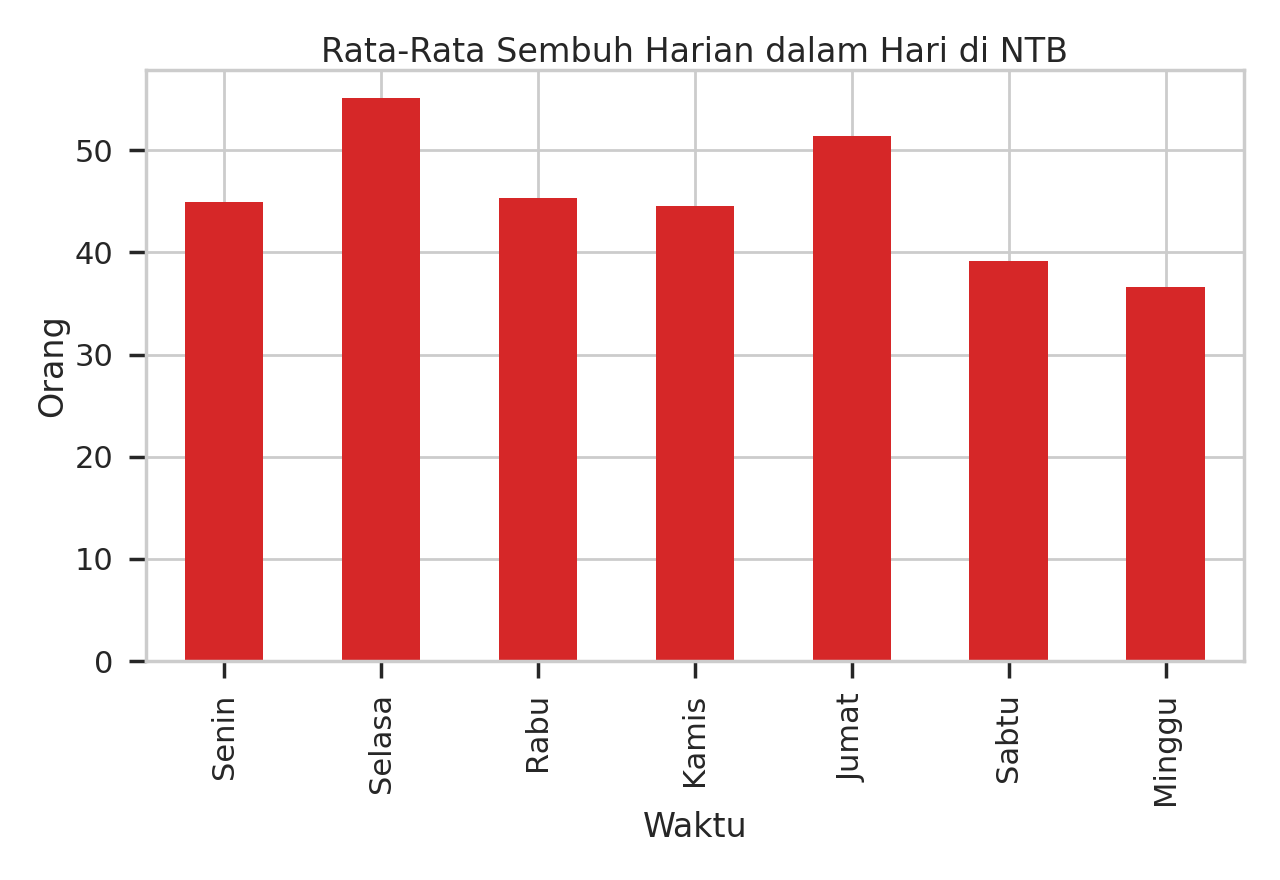 Rata-Rata Sembuh Harian dalam Hari di NTB
50
40
30
20
10
0
Orang
Senin
Selasa
Rabu
Kamis
Jumat
Sabtu
Minggu
Waktu